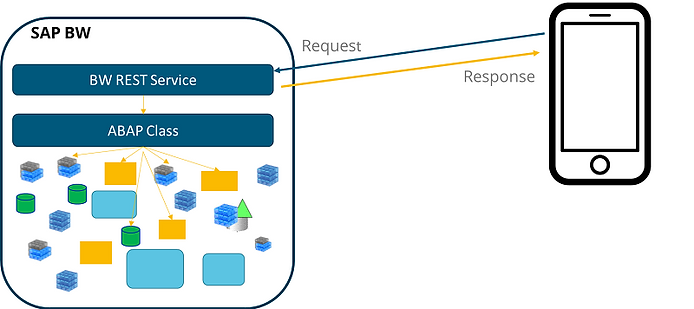 SAP BW
Request
BW REST Service
Response
ABAP Class